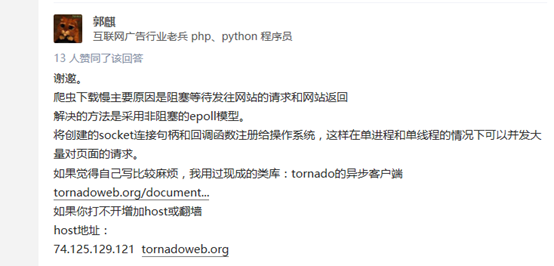 郭麒
互联网广告行业老兵 php、python 程序员
13 人赞同了该回答
谢邀。
爬虫下载慢主要原因是阻塞等待发往网站的请求和网站返回
解决的方法是采用非阻塞的epoll模型。
将创建的socket连接句柄和回调函数注册给操作系统，这样在单进程和单线程的情况下可以并发大
量对页面的请求。
如果觉得自己写比较麻烦，我用过现成的类库：tornado的异步客户端
tornadoweb.org/document...
如果你打不开增加host或翻墙
host地址：
74.125.129.121 tornadoweb.org